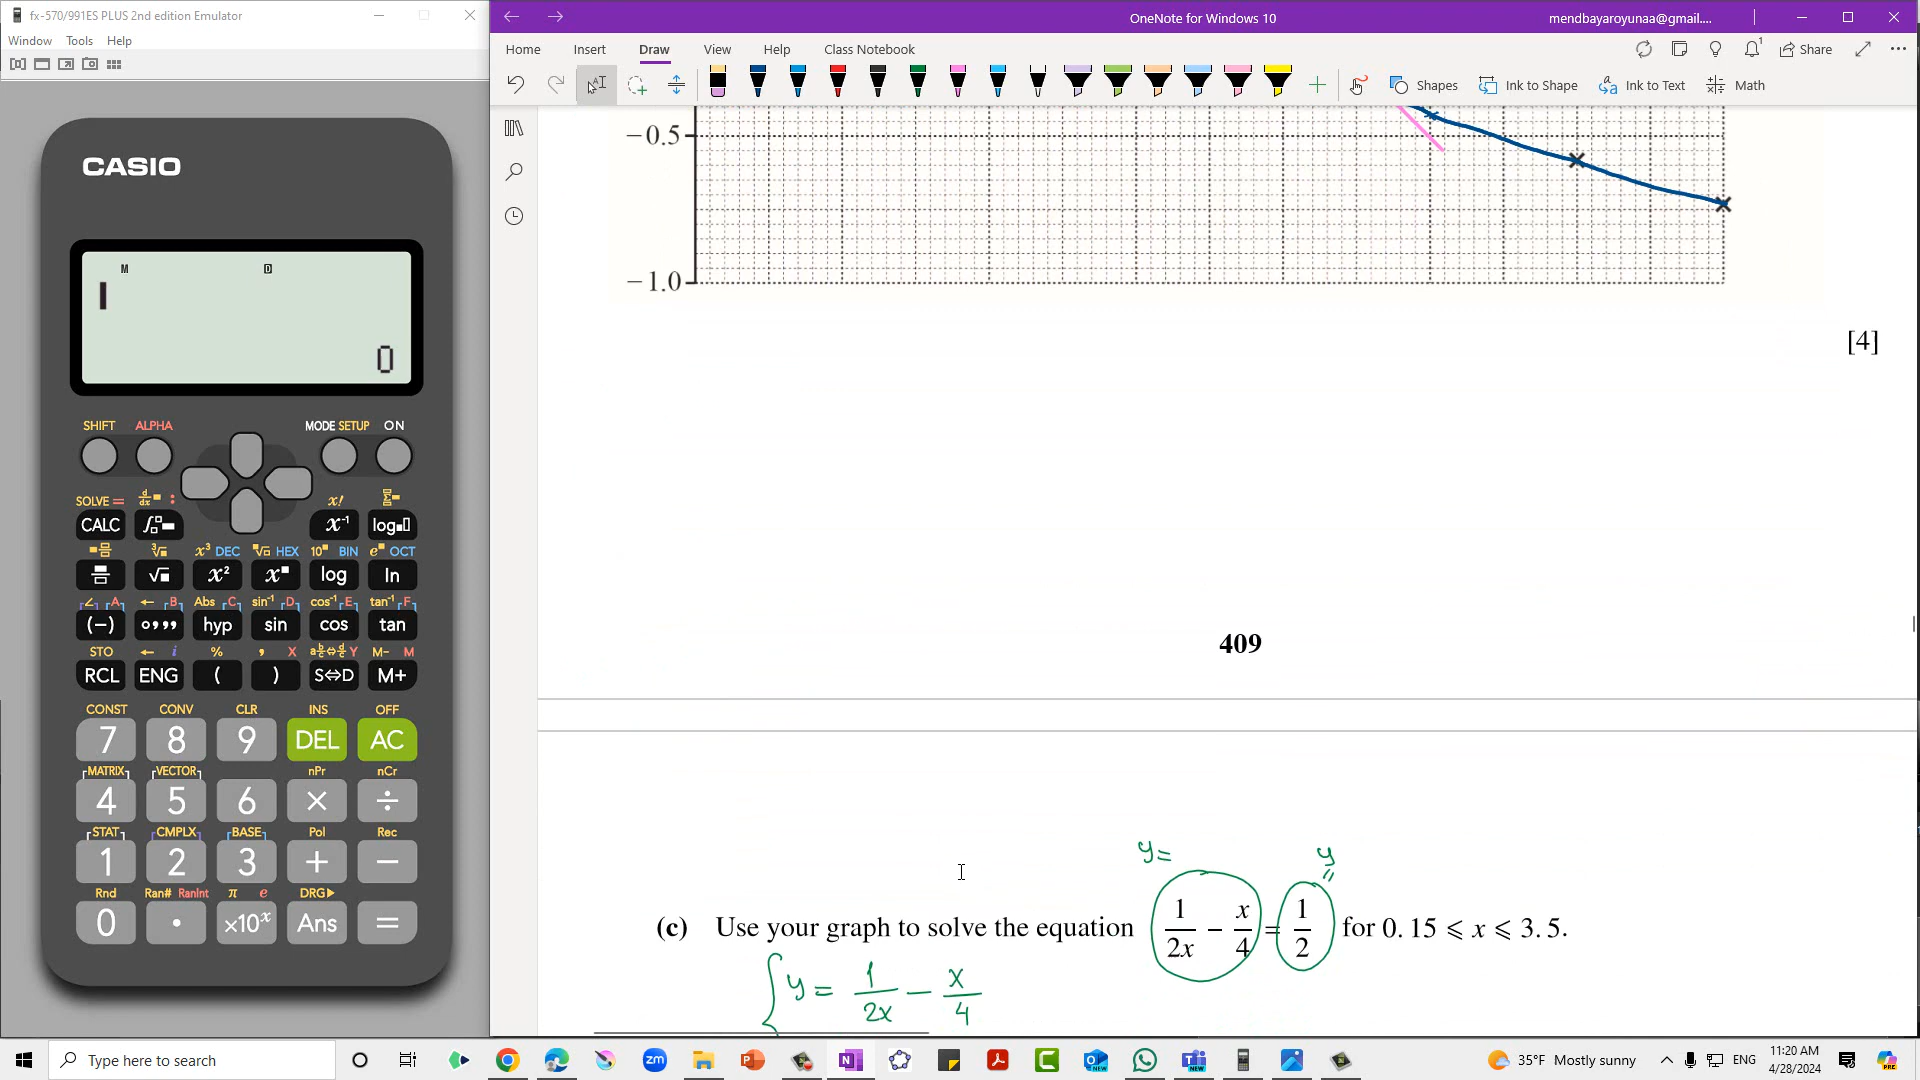 fx-570/991ES PLUS 2nd edition Emulator
Window Tools Help
CASIO
M D
0
SHIFT ALPHA MODE SETUP ON
SOLVE = d/dx : x! Σ
CALC x⁻¹ log
x³ DEC HEX 10 BIN e OCT
√ x² x log ln
∠ A ← B Abs C sin⁻¹ D cos⁻¹ E tan⁻¹ F
(−) °,,, hyp sin cos tan
STO ← i % , X a b/c⇔d/c Y M− M
RCL ENG ( ) S⇔D M+
CONST CONV CLR INS OFF
7 8 9 DEL AC
MATRIX VECTOR nPr nCr
4 5 6 × ÷
STAT CMPLX BASE Pol Rec
1 2 3 + −
Rnd Ran# RanInt π e DRG▶
0 . ×10ˣ Ans =
OneNote for Windows 10
mendbayaroyunaa@gmail....
Home Insert Draw View Help Class Notebook
Share
Shapes Ink to Shape Ink to Text Math
−0.5
−1.0
[4]
409
y= y =
(c) Use your graph to solve the equation 1/2x − x/4 = 1/2 for 0.15 ⩽ x ⩽ 3.5.
{ y = 1/2x − x/4
Type here to search
35°F Mostly sunny
ENG
11:20 AM
4/28/2024